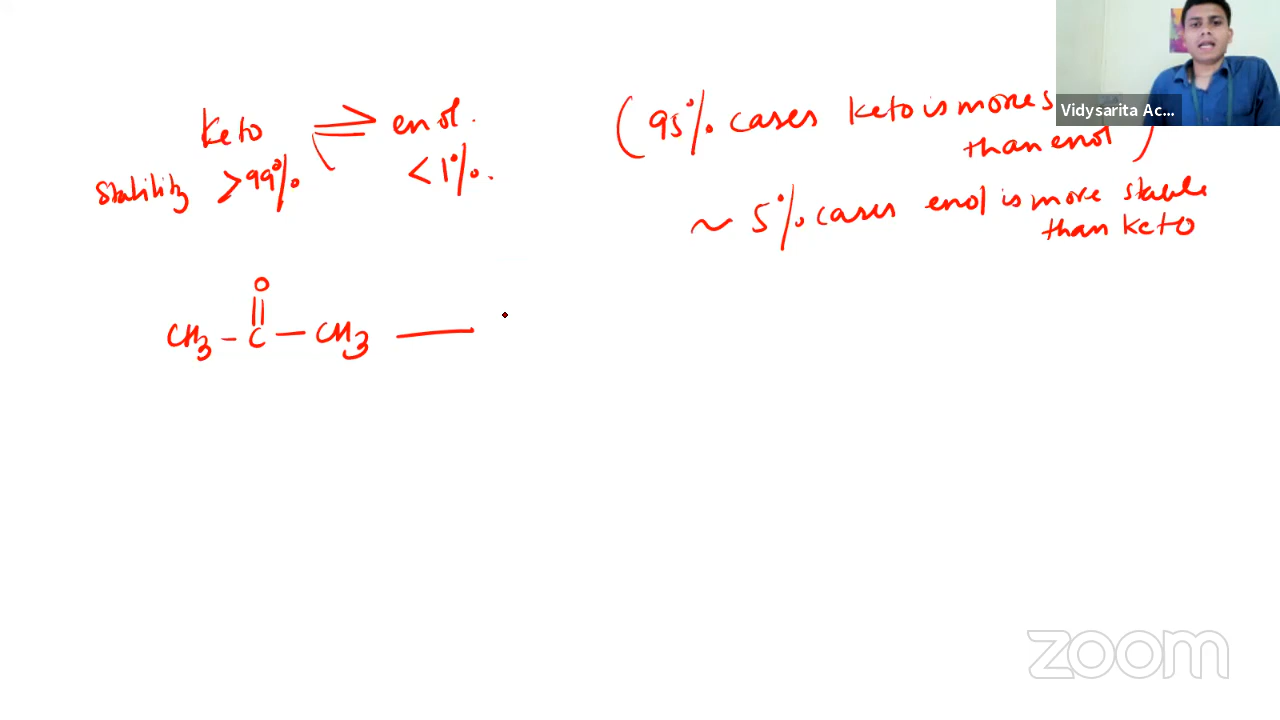 keto ⇌ enol.
stability >99% <1%.
(95% cases keto is more s
than enol)
~ 5% cases enol is more stable
than keto
O
||
CH3 - C - CH3 —
Vidysarita Ac...
zoom